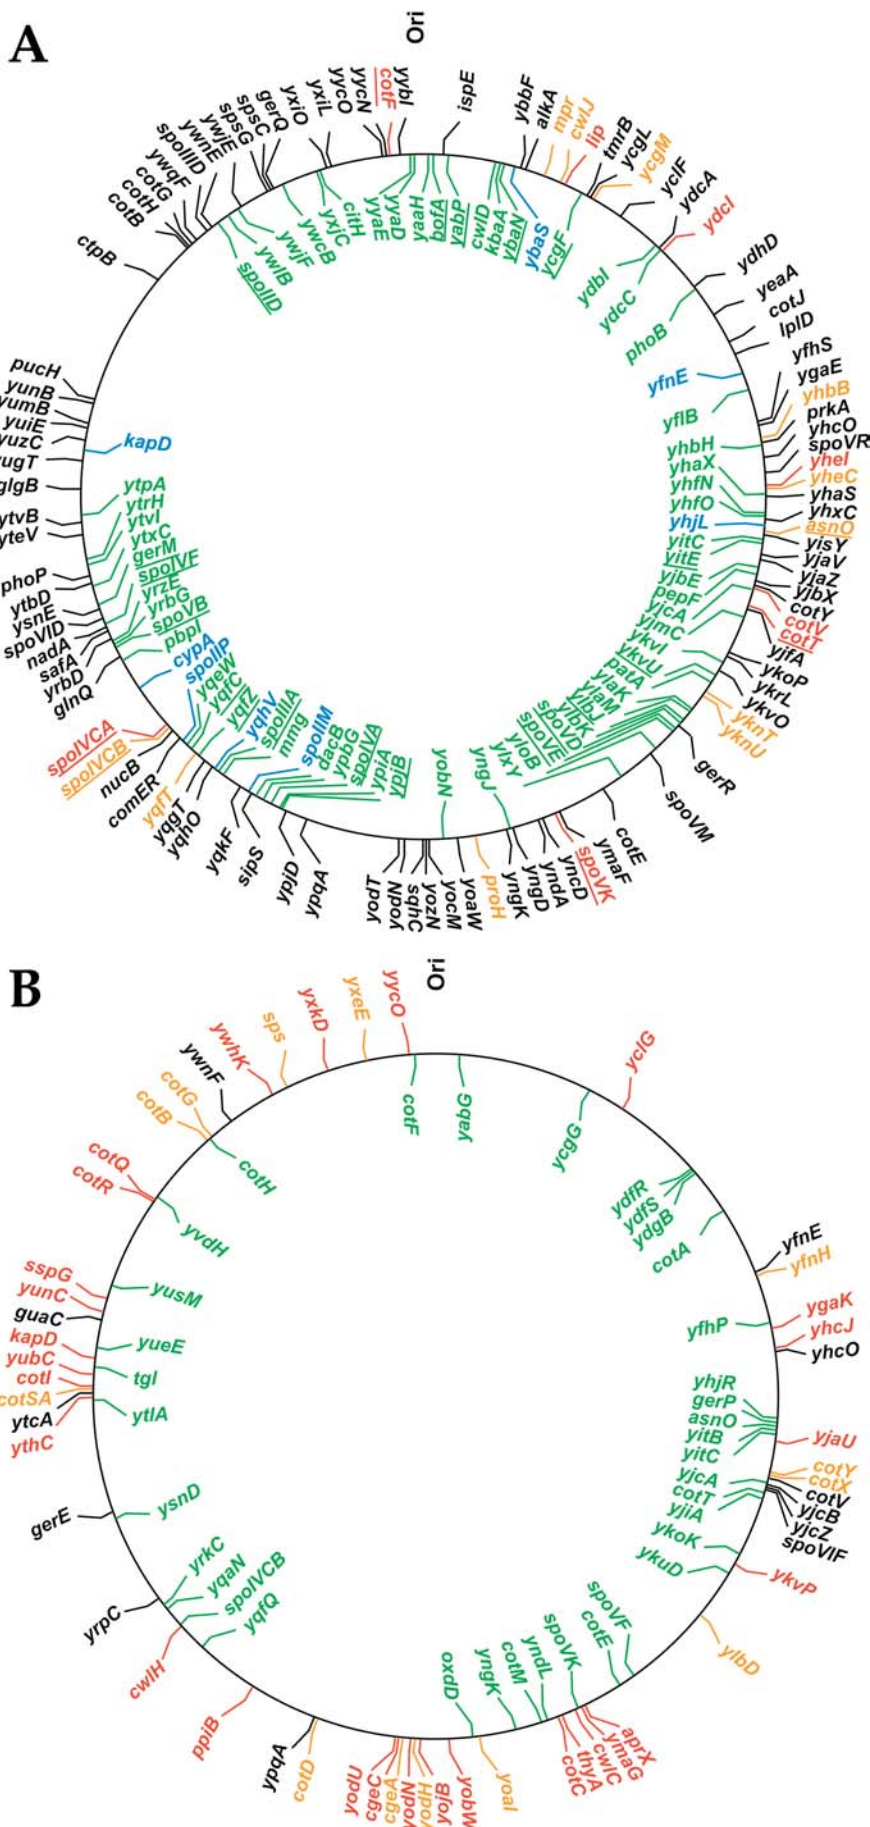 A
Ori
yybI
cotF
yycN
yycO
yxiL
yxiO
gerQ
spsC
spsG
ywjE
ywnE
spoIIID
ywqF
cotG
cotH
cotB
ctpB
pucH
yunB
yumB
yuiE
yuzC
yugT
glgB
ytvB
yteV
phoP
ytbD
ysnE
spoVID
nadA
safA
yrbD
glnQ
spoIVCA
spoIVCB
nucB
comER
yqfT
yqgT
yqhO
yqkF
sipS
ypjD
ypqA
yodT
sqhC
yozN
yocM
yoaW
proH
yngK
yngD
yndA
yncD
spoVK
ymaF
cotE
spoVM
gerR
yknU
yknT
ykvO
ykrL
ykoP
yjfA
cotT
cotV
cotY
yjbX
yjaZ
yjaV
yisY
asnO
yhxC
yhaS
yheC
yheI
spoVR
yhcO
prkA
yhbB
ygaE
yfhS
lplD
cotJ
yeaA
ydhD
ydcI
ydcA
yclF
ycgM
ycgL
tmrB
lip
cwlJ
mpr
alkA
ybbF
ispE
yaaH
bofA
yabP
cwlD
kbaA
ybaN
ybaS
ycgF
ydbI
ydcC
phoB
yfnE
yflB
yhbH
yhaX
yhfN
yhfO
yhjL
yitC
yitE
yjbE
pepF
yjcA
yjmC
ykvI
ykvU
patA
ylaK
ylaM
ylbJ
ylbK
spoVD
spoVE
yloB
ylxY
yngJ
yobN
ypjB
ypiA
spoIVA
ypbG
dacB
spoIIM
mmg
spoIIIA
yqhV
yqfZ
yqfC
yqeW
spoIIP
cypA
pbpI
spoVB
yrbG
yrzE
spoIVF
gerM
ytxC
ytvI
ytrH
ytpA
kapD
spoIID
ywlB
ywjF
ywcB
yxjC
citH
yyaE
yyaD
B
Ori
yycO
yxeE
yxkD
sps
ywhK
ywnF
cotG
cotB
cotQ
cotR
sspG
yunC
guaC
kapD
yubC
cotI
cotSA
ytcA
ythC
gerE
yrpC
cwlH
ppiB
ypqA
cotD
yodU
cgeC
cgeA
yodN
yodH
yojB
yobW
yoaI
cotC
thyA
cwlC
ymaG
aprX
ylbD
ykvP
spoVIF
yjcZ
yjcB
cotV
cotX
cotY
yjaU
yhcO
yhcJ
ygaK
yfnH
yfnE
yclG
cotF
yabG
ycgG
ydfR
ydfS
ydgB
cotA
yfhP
yhjR
gerP
asnO
yitB
yitC
yjcA
cotT
yjiA
ykoK
ykuD
spoVF
cotE
spoVK
yndL
cotM
yngK
oxdD
yqfQ
spoIVCB
yqaN
yrkC
ysnD
ytlA
tgl
yueE
yusM
yvdH
cotH